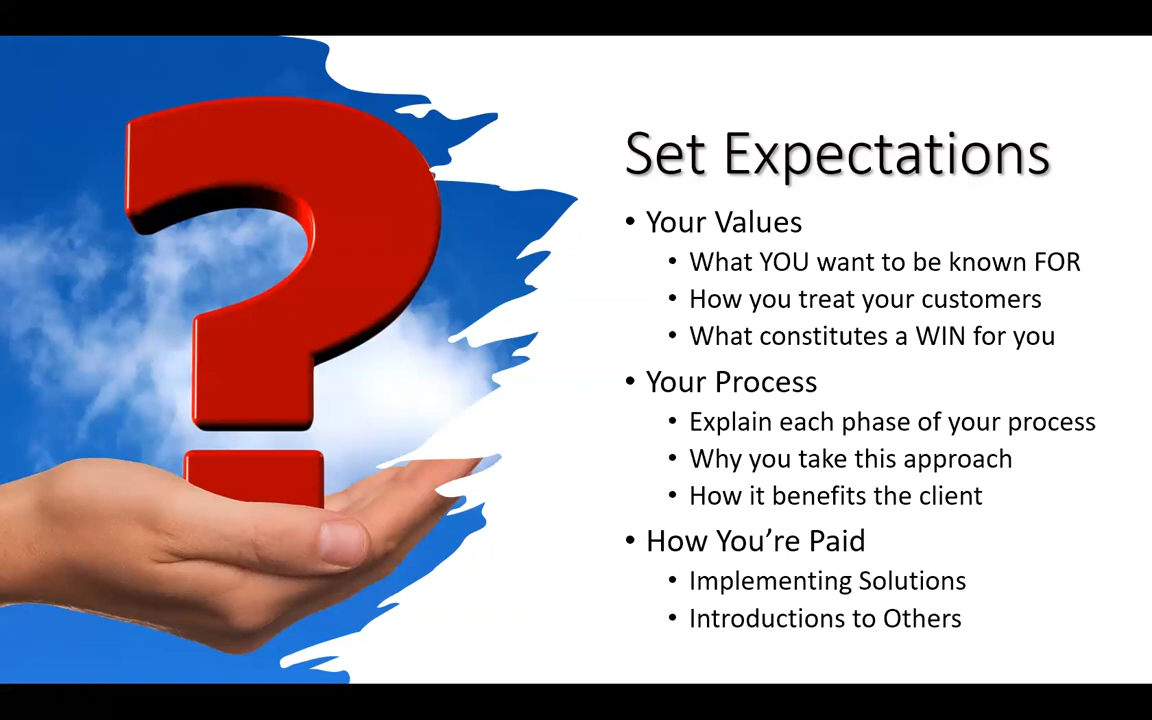 Set Expectations
• Your Values
• What YOU want to be known FOR
• How you treat your customers
• What constitutes a WIN for you
• Your Process
• Explain each phase of your process
• Why you take this approach
• How it benefits the client
• How You’re Paid
• Implementing Solutions
• Introductions to Others